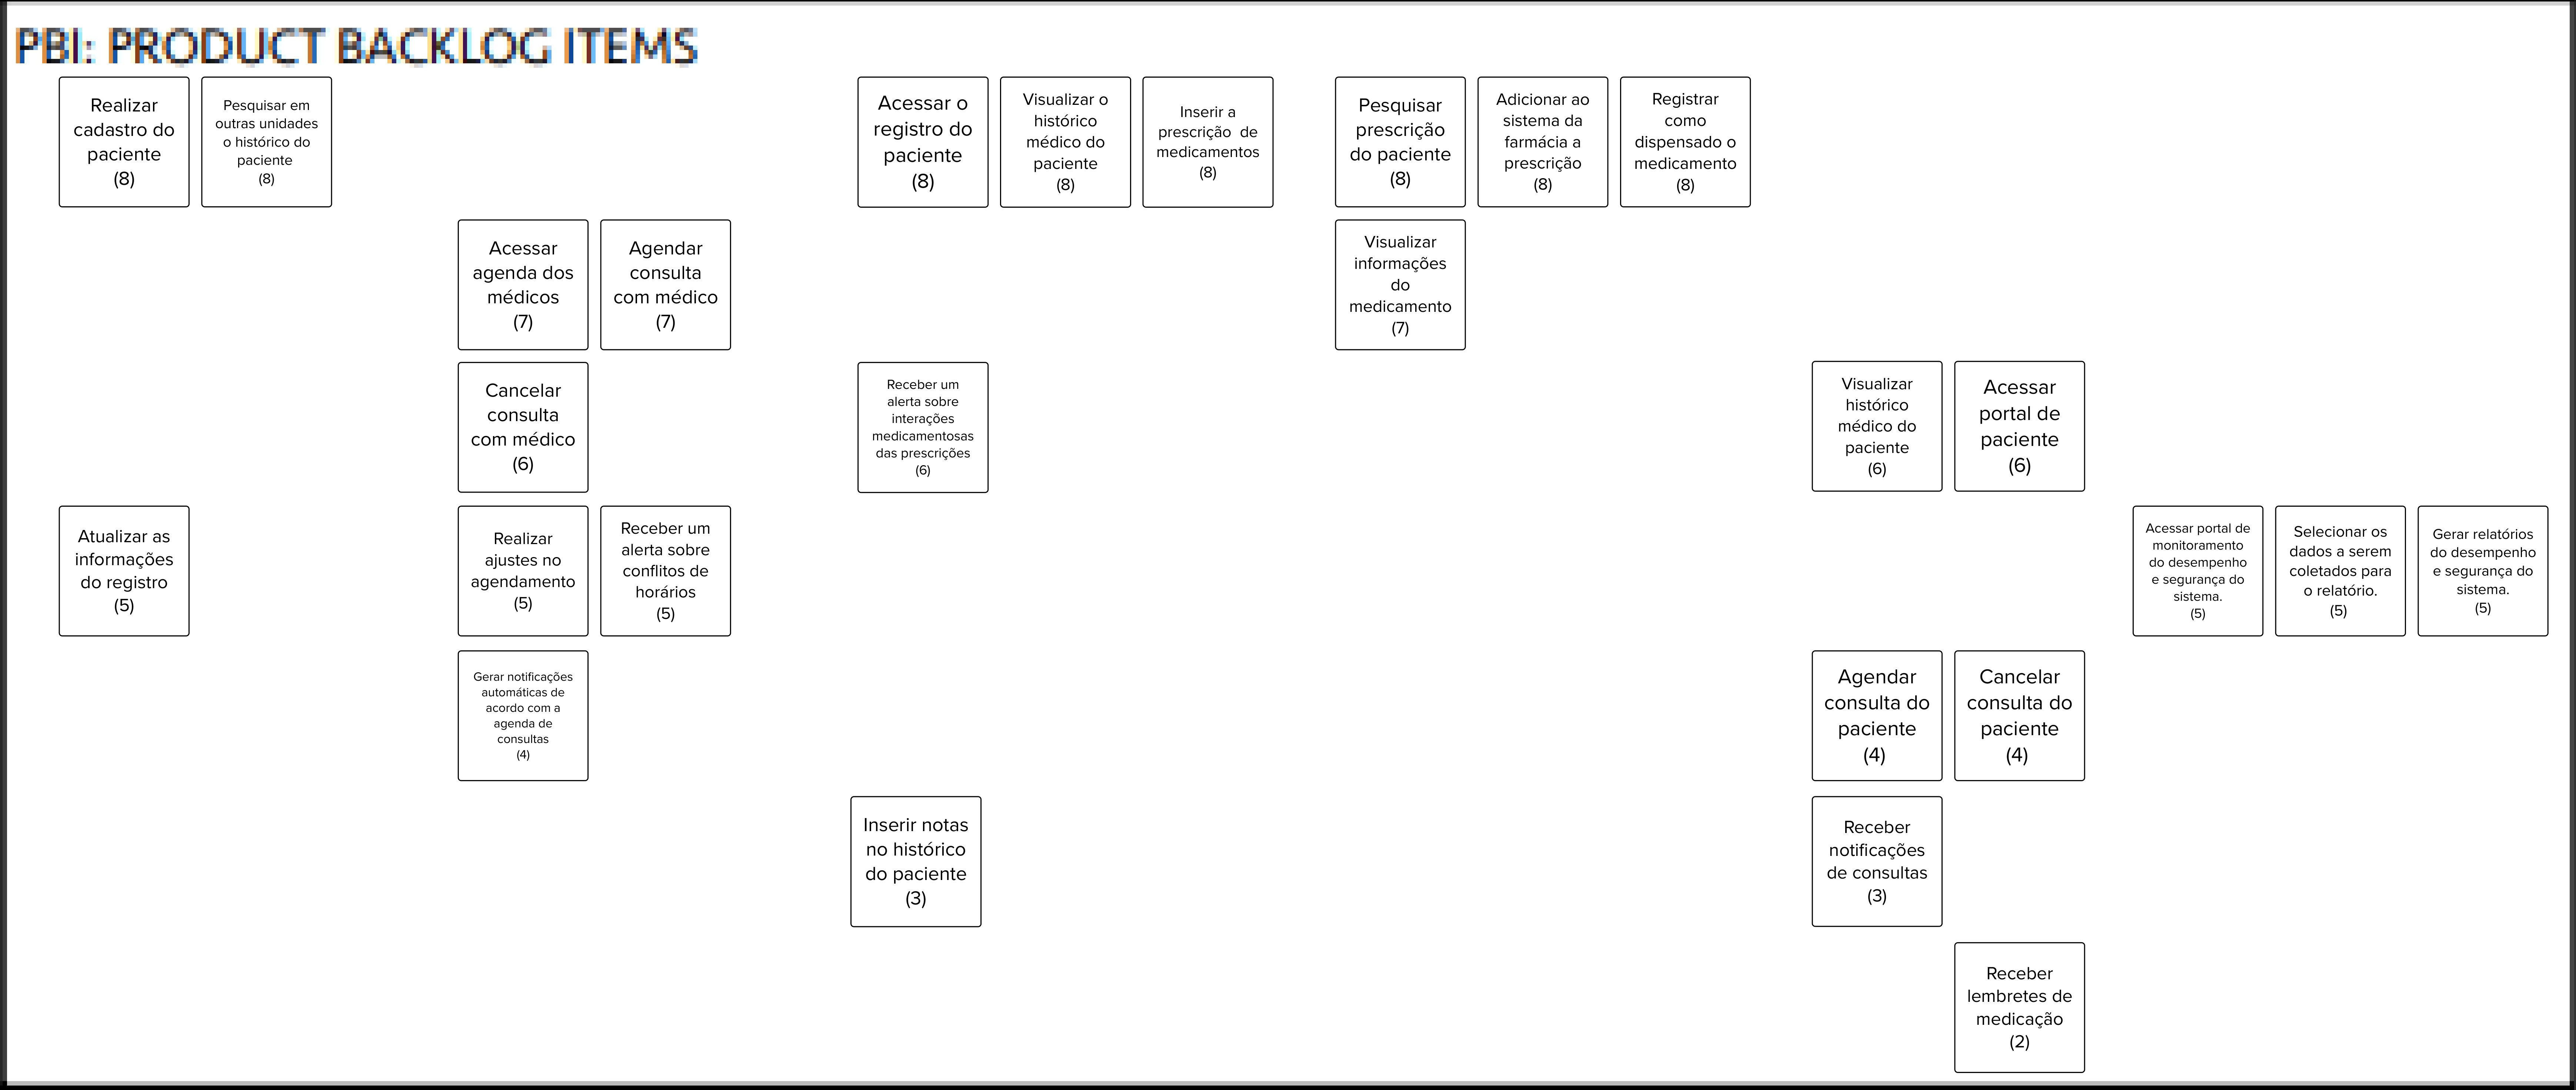 PBI: PRODUCT BACKLOG ITEMS
Realizar
cadastro do
paciente
(8)
Pesquisar em
outras unidades
o histórico do
paciente
(8)
Acessar o
registro do
paciente
(8)
Visualizar o
histórico
médico do
paciente
(8)
Inserir a
prescrição de
medicamentos
(8)
Pesquisar
prescrição
do paciente
(8)
Adicionar ao
sistema da
farmácia a
prescrição
(8)
Registrar
como
dispensado o
medicamento
(8)
Acessar
agenda dos
médicos
(7)
Agendar
consulta
com médico
(7)
Visualizar
informações
do
medicamento
(7)
Cancelar
consulta
com médico
(6)
Receber um
alerta sobre
interações
medicamentosas
das prescrições
(6)
Visualizar
histórico
médico do
paciente
(6)
Acessar
portal de
paciente
(6)
Atualizar as
informações
do registro
(5)
Realizar
ajustes no
agendamento
(5)
Receber um
alerta sobre
conflitos de
horários
(5)
Acessar portal de
monitoramento
do desempenho
e segurança do
sistema.
(5)
Selecionar os
dados a serem
coletados para
o relatório.
(5)
Gerar relatórios
do desempenho
e segurança do
sistema.
(5)
Gerar notificações
automáticas de
acordo com a
agenda de
consultas
(4)
Agendar
consulta do
paciente
(4)
Cancelar
consulta do
paciente
(4)
Inserir notas
no histórico
do paciente
(3)
Receber
notificações
de consultas
(3)
Receber
lembretes de
medicação
(2)